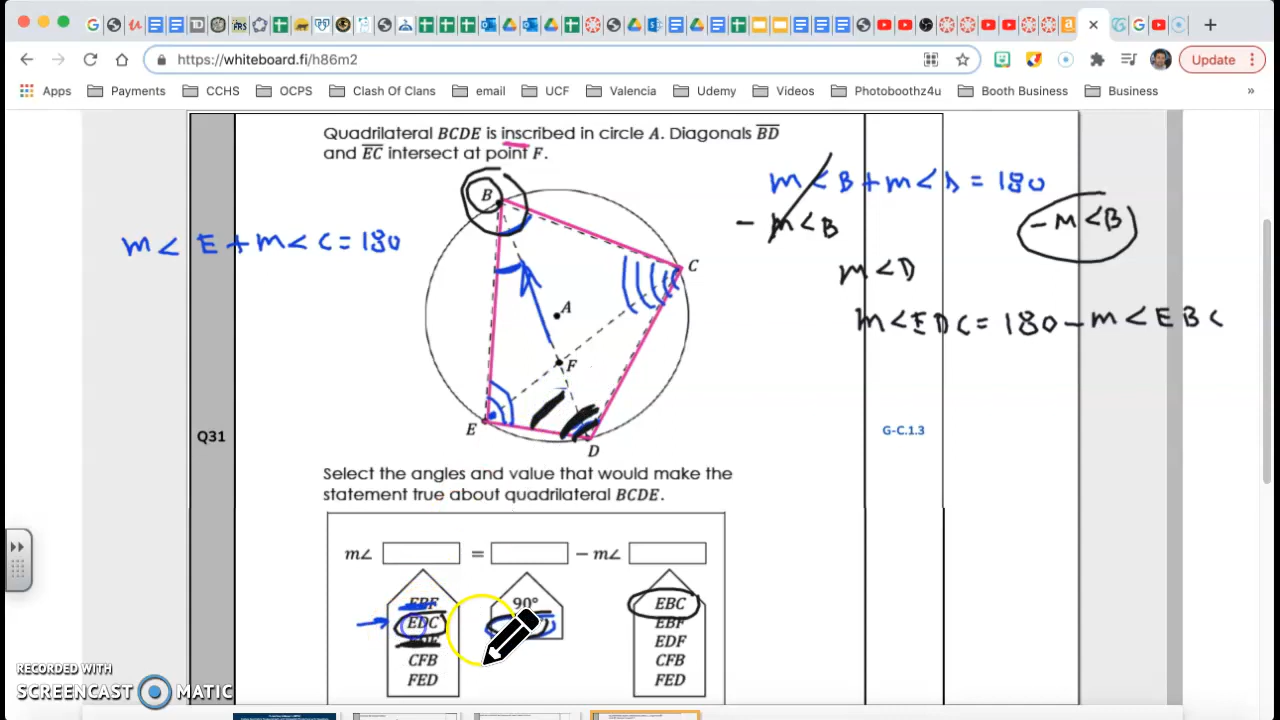 https://whiteboard.fi/h86m2
Update
Apps Payments CCHS OCPS Clash Of Clans email UCF Valencia Udemy Videos Photoboothz4u Booth Business Business »
Quadrilateral BCDE is inscribed in circle A. Diagonals BD
and EC intersect at point F.
m∠B + m∠D = 180
− m∠B − m∠B
m∠E + m∠C = 180
m∠D
m∠EDC = 180 − m∠EBC
B
C
A
F
E
D
Q31
G-C.1.3
Select the angles and value that would make the
statement true about quadrilateral BCDE.
m∠ = − m∠
EBF 90° EBC
EDC EBF
EDF EDF
CFB CFB
FED FED
RECORDED WITH
SCREENCAST MATIC